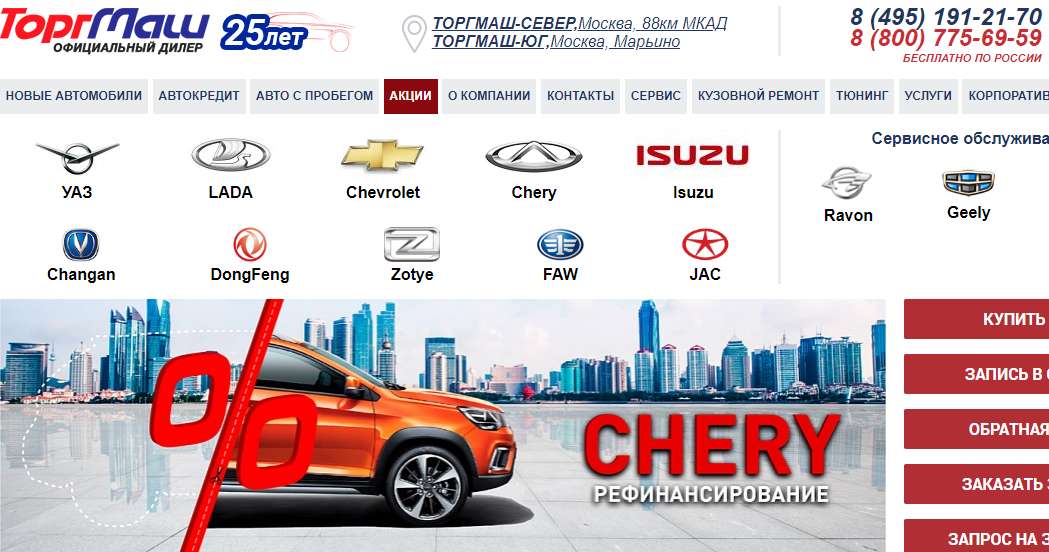 ТоргМаш
ОФИЦИАЛЬНЫЙ ДИЛЕР
25лет
ТОРГМАШ-СЕВЕР,Москва, 88км МКАД
ТОРГМАШ-ЮГ,Москва, Марьино
8 (495) 191-21-70
8 (800) 775-69-59
БЕСПЛАТНО ПО РОССИИ
НОВЫЕ АВТОМОБИЛИ АВТОКРЕДИТ АВТО С ПРОБЕГОМ АКЦИИ О КОМПАНИИ КОНТАКТЫ СЕРВИС КУЗОВНОЙ РЕМОНТ ТЮНИНГ УСЛУГИ КОРПОРАТИВ
ISUZU
УАЗ LADA Chevrolet Chery Isuzu
Changan DongFeng Zotye FAW JAC
Сервисное обслужива
Ravon Geely
%
CHERY
РЕФИНАНСИРОВАНИЕ
КУПИТЬ
ЗАПИСЬ В
ОБРАТНАЯ
ЗАКАЗАТЬ
ЗАПРОС НА